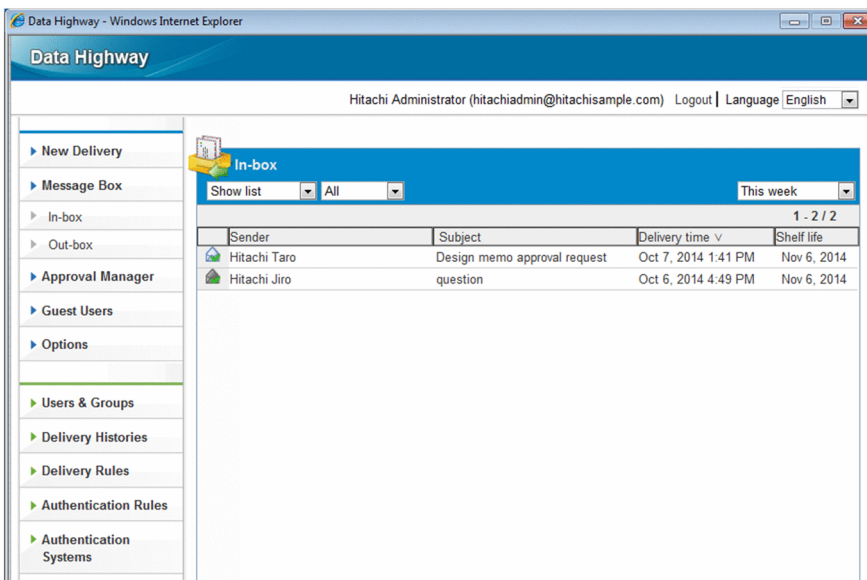 Data Highway - Windows Internet Explorer
Data Highway
Hitachi Administrator (hitachiadmin@hitachisample.com) Logout | Language English
New Delivery
Message Box
In-box
Out-box
Approval Manager
Guest Users
Options
Users & Groups
Delivery Histories
Delivery Rules
Authentication Rules
Authentication
Systems
In-box
Show list All This week
1 - 2 / 2
Sender Subject Delivery time Shelf life
Hitachi Taro Design memo approval request Oct 7, 2014 1:41 PM Nov 6, 2014
Hitachi Jiro question Oct 6, 2014 4:49 PM Nov 6, 2014